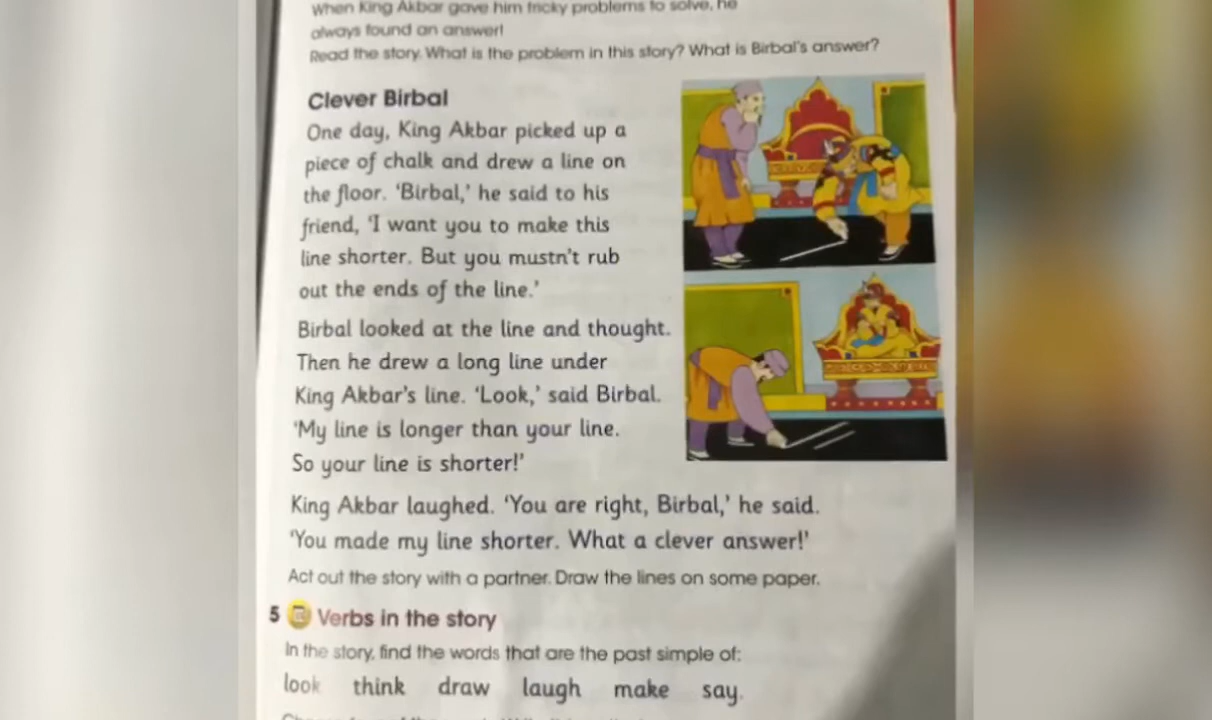 When King Akbar gave him tricky problems to solve, he
always found an answer!
Read the story. What is the problem in this story? What is Birbal's answer?
Clever Birbal
One day, King Akbar picked up a
piece of chalk and drew a line on
the floor. 'Birbal,' he said to his
friend, 'I want you to make this
line shorter. But you mustn't rub
out the ends of the line.'
Birbal looked at the line and thought.
Then he drew a long line under
King Akbar's line. 'Look,' said Birbal.
'My line is longer than your line.
So your line is shorter!'
King Akbar laughed. 'You are right, Birbal,' he said.
'You made my line shorter. What a clever answer!'
Act out the story with a partner. Draw the lines on some paper.
5 Verbs in the story
In the story, find the words that are the past simple of:
look think draw laugh make say.